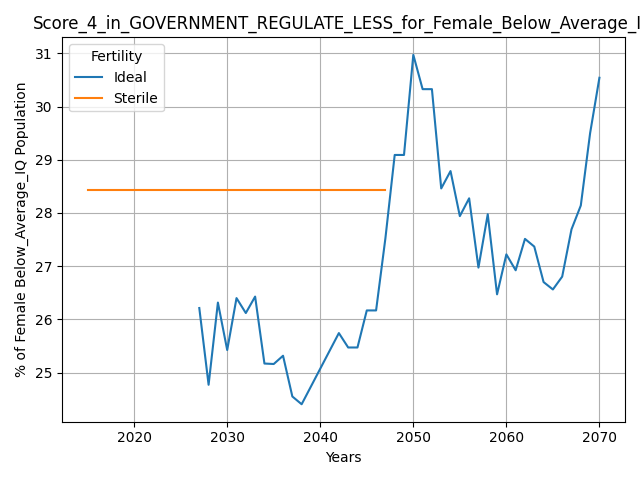 Score_4_in_GOVERNMENT_REGULATE_LESS_for_Female_Below_Average_I
Fertility
Ideal
Sterile
% of Female Below_Average_IQ Population
31
30
29
28
27
26
25
2020 2030 2040 2050 2060 2070
Years